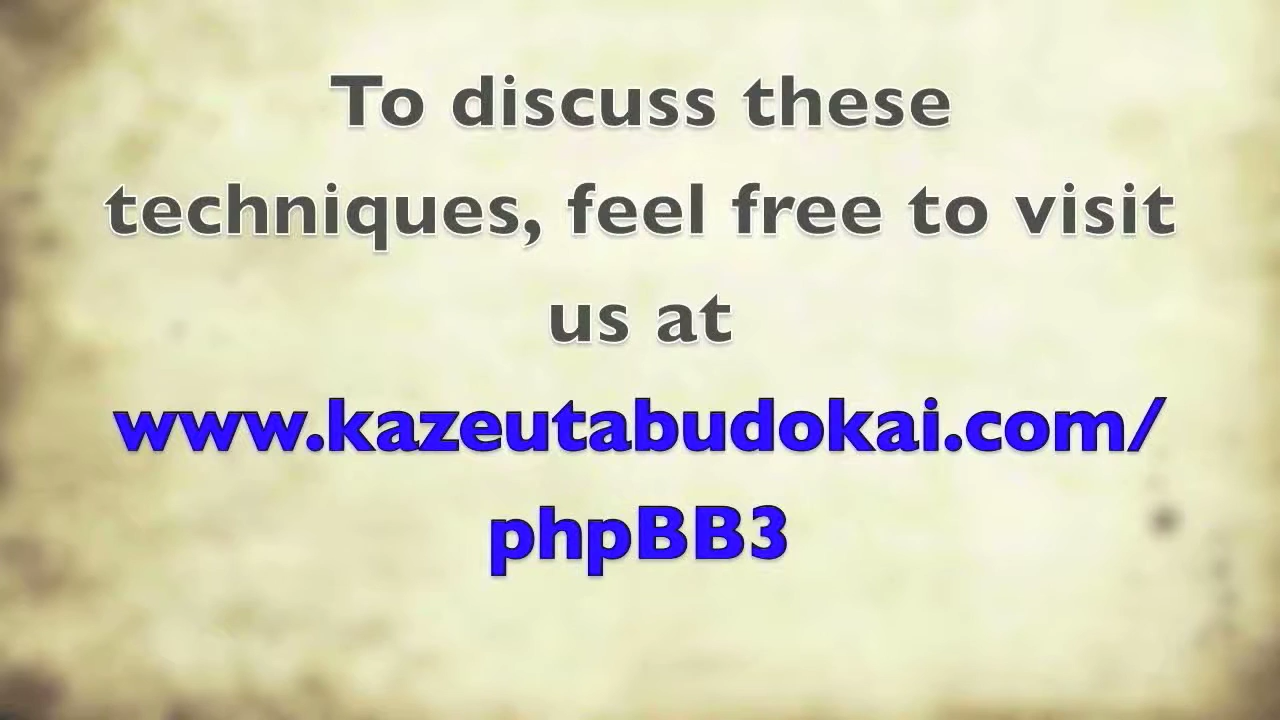 To discuss these
techniques, feel free to visit
us at
www.kazeutabudokai.com/
phpBB3